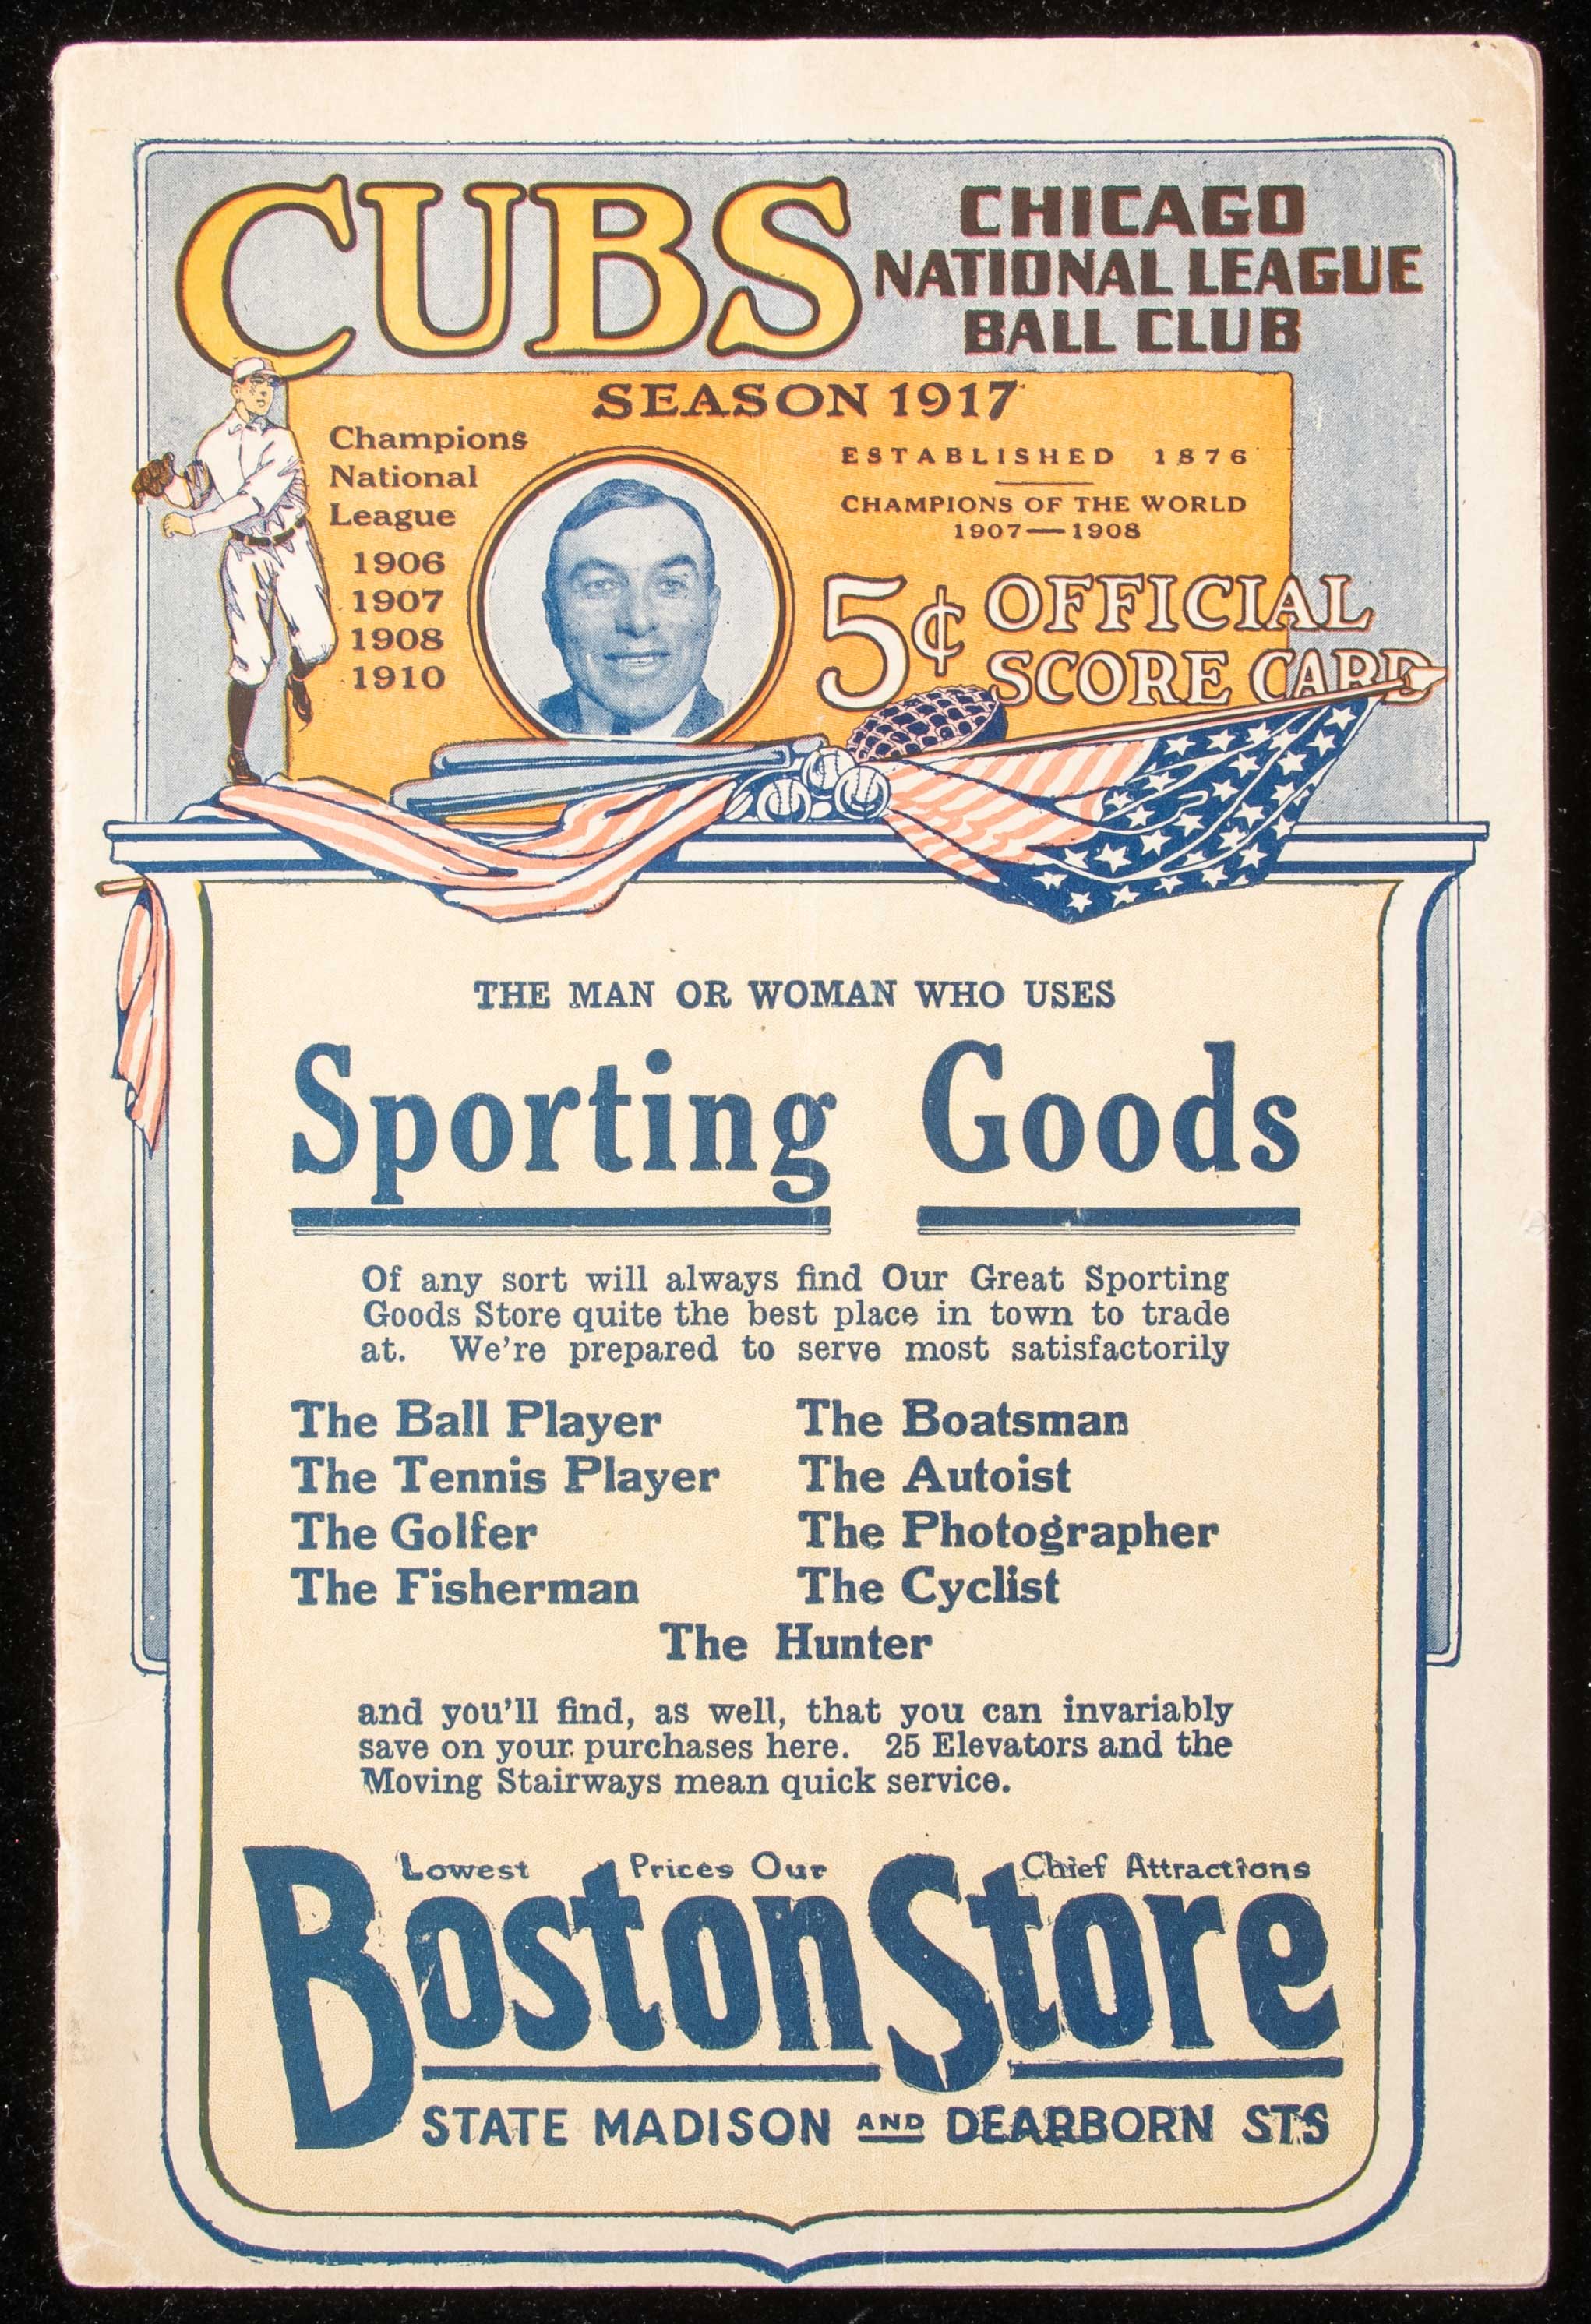 CUBS
CHICAGO
NATIONAL LEAGUE
BALL CLUB
SEASON 1917
Champions
National
League
1906
1907
1908
1910
ESTABLISHED 1876
CHAMPIONS OF THE WORLD
1907—1908
5¢ OFFICIAL
SCORE CARD
THE MAN OR WOMAN WHO USES
Sporting Goods
Of any sort will always find Our Great Sporting
Goods Store quite the best place in town to trade
at. We're prepared to serve most satisfactorily
The Ball Player
The Tennis Player
The Golfer
The Fisherman
The Boatsman
The Autoist
The Photographer
The Cyclist
The Hunter
and you'll find, as well, that you can invariably
save on your purchases here. 25 Elevators and the
Moving Stairways mean quick service.
Lowest Prices Our Chief Attractions
Boston Store
STATE MADISON AND DEARBORN STS